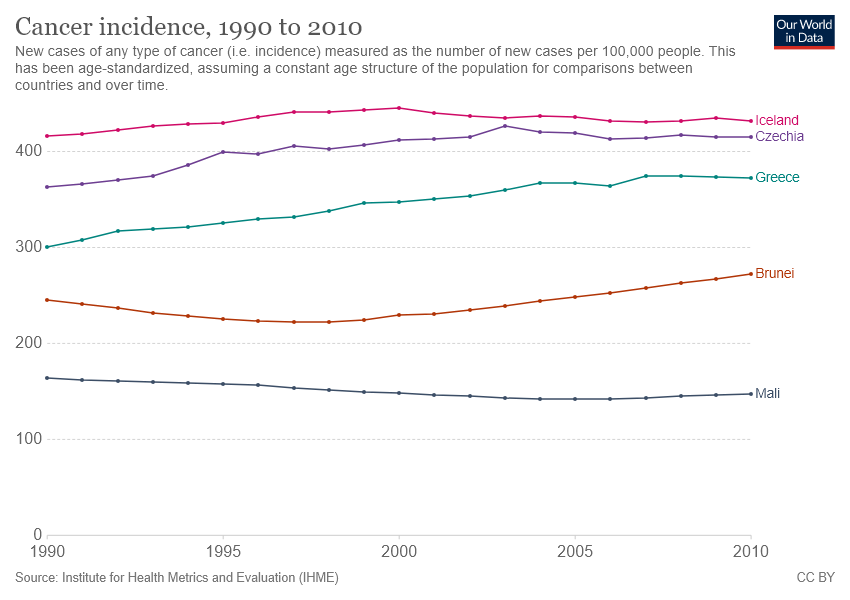 Cancer incidence, 1990 to 2010
Our World
in Data
New cases of any type of cancer (i.e. incidence) measured as the number of new cases per 100,000 people. This
has been age-standardized, assuming a constant age structure of the population for comparisons between
countries and over time.
Iceland
Czechia
400
Greece
300
Brunei
200
Mali
100
0
1990 1995 2000 2005 2010
Source: Institute for Health Metrics and Evaluation (IHME) CC BY